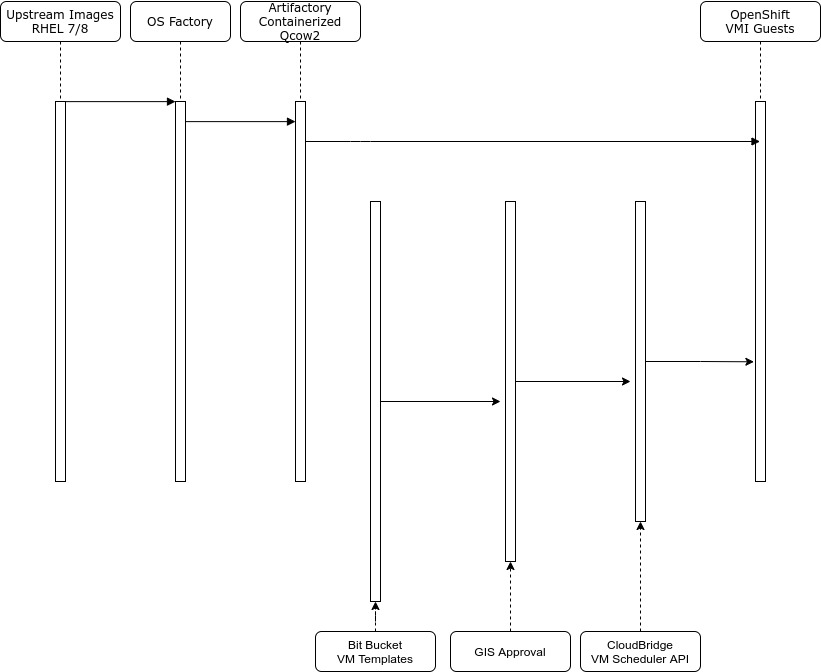 Upstream Images
RHEL 7/8
OS Factory
Artifactory
Containerized
Qcow2
OpenShift
VMI Guests
Bit Bucket
VM Templates
GIS Approval
CloudBridge
VM Scheduler API